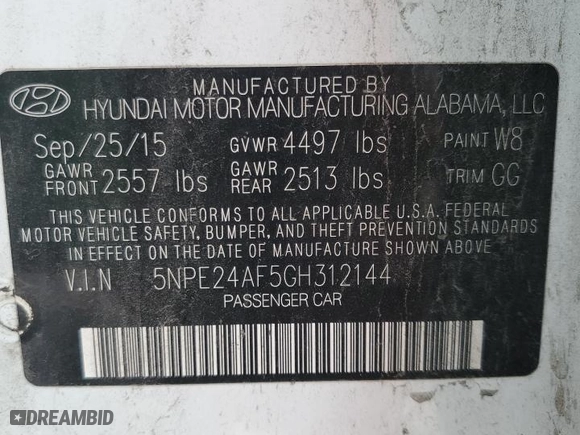 MANUFACTURED BY
HYUNDAI MOTOR MANUFACTURING ALABAMA, LLC
Sep/25/15 GVWR 4497 lbs PAINT W8
GAWR FRONT 2557 lbs GAWR REAR 2513 lbs TRIM GG
THIS VEHICLE CONFORMS TO ALL APPLICABLE U.S.A. FEDERAL
MOTOR VEHICLE SAFETY, BUMPER, AND THEFT PREVENTION STANDARDS
IN EFFECT ON THE DATE OF MANUFACTURE SHOWN ABOVE.
V.I.N 5NPE24AF5GH312144
PASSENGER CAR
DREAMBID